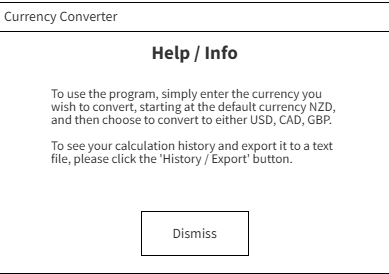 Currency Converter
Help / Info
To use the program, simply enter the currency you
wish to convert, starting at the default currency NZD,
and then choose to convert to either USD, CAD, GBP.
To see your calculation history and export it to a text
file, please click the 'History / Export' button.
Dismiss